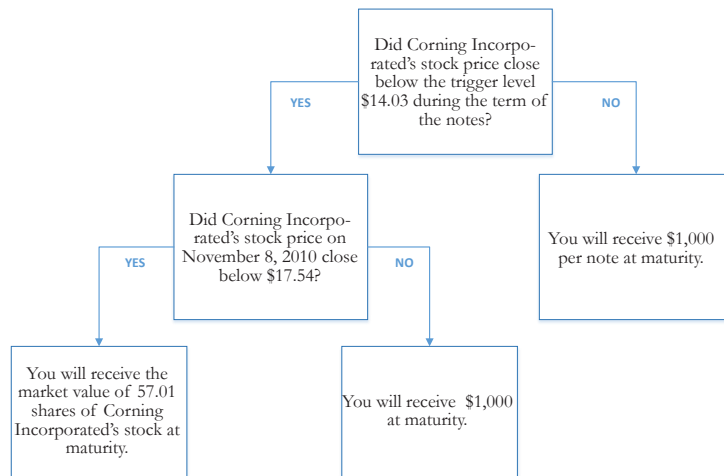 Did Corning Incorpo-
rated's stock price close
below the trigger level
$14.03 during the term of
the notes?
YES
NO
Did Corning Incorpo-
rated's stock price on
November 8, 2010 close
below $17.54?
You will receive $1,000
per note at maturity.
YES
NO
You will receive the
market value of 57.01
shares of Corning
Incorporated's stock at
maturity.
You will receive $1,000
at maturity.